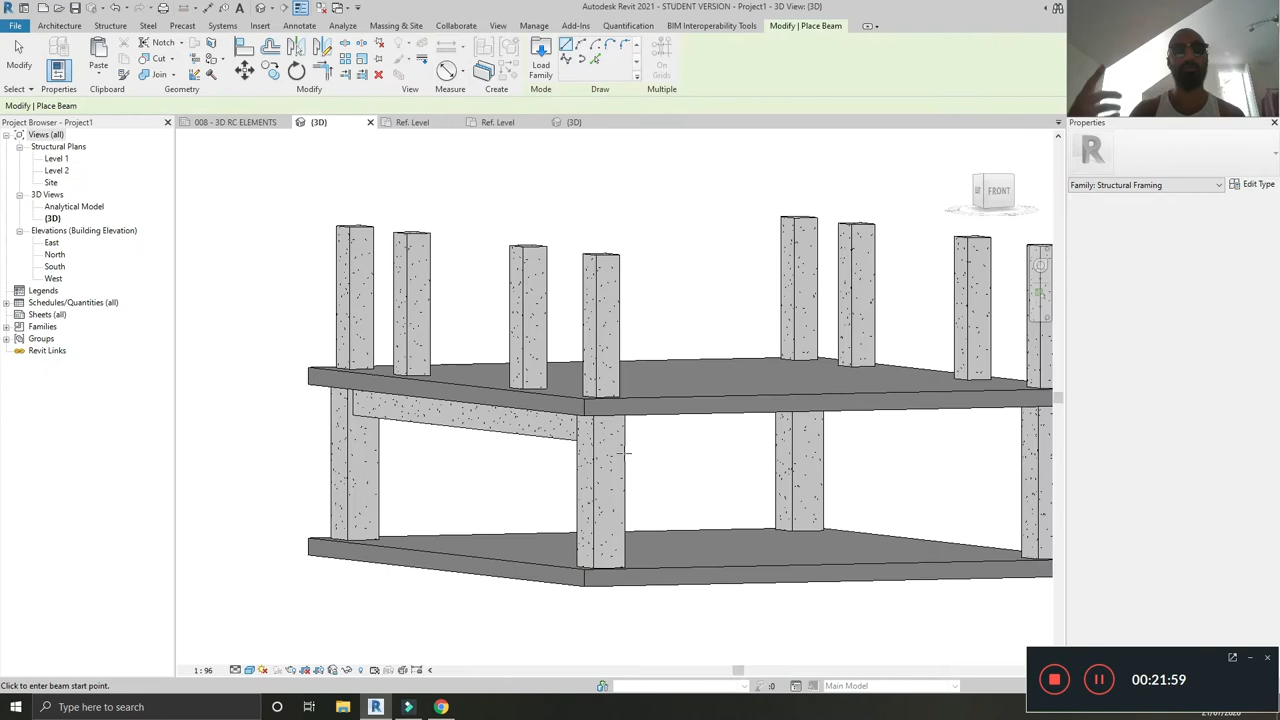 Autodesk Revit 2021 - STUDENT VERSION - Project1 - 3D View: {3D}
File Architecture Structure Steel Precast Systems Insert Annotate Analyze Massing & Site Collaborate View Manage Add-Ins Quantification BIM Interoperability Tools Modify | Place Beam
Modify
Paste
Notch
Cut
Join
Load
Family
On
Grids
Select Properties Clipboard Geometry Modify View Measure Create Mode Draw Multiple
Modify | Place Beam
Project Browser - Project1
008 - 3D RC ELEMENTS
{3D}
Ref. Level
Ref. Level
{3D}
Properties
Views (all)
Structural Plans
Level 1
Level 2
Site
3D Views
Analytical Model
{3D}
Elevations (Building Elevation)
East
North
South
West
Legends
Schedules/Quantities (all)
Sheets (all)
Families
Groups
Revit Links
FRONT
R
Family: Structural Framing
Edit Type
1 : 96
Click to enter beam start point.
:0
Main Model
00:21:59
Type here to search